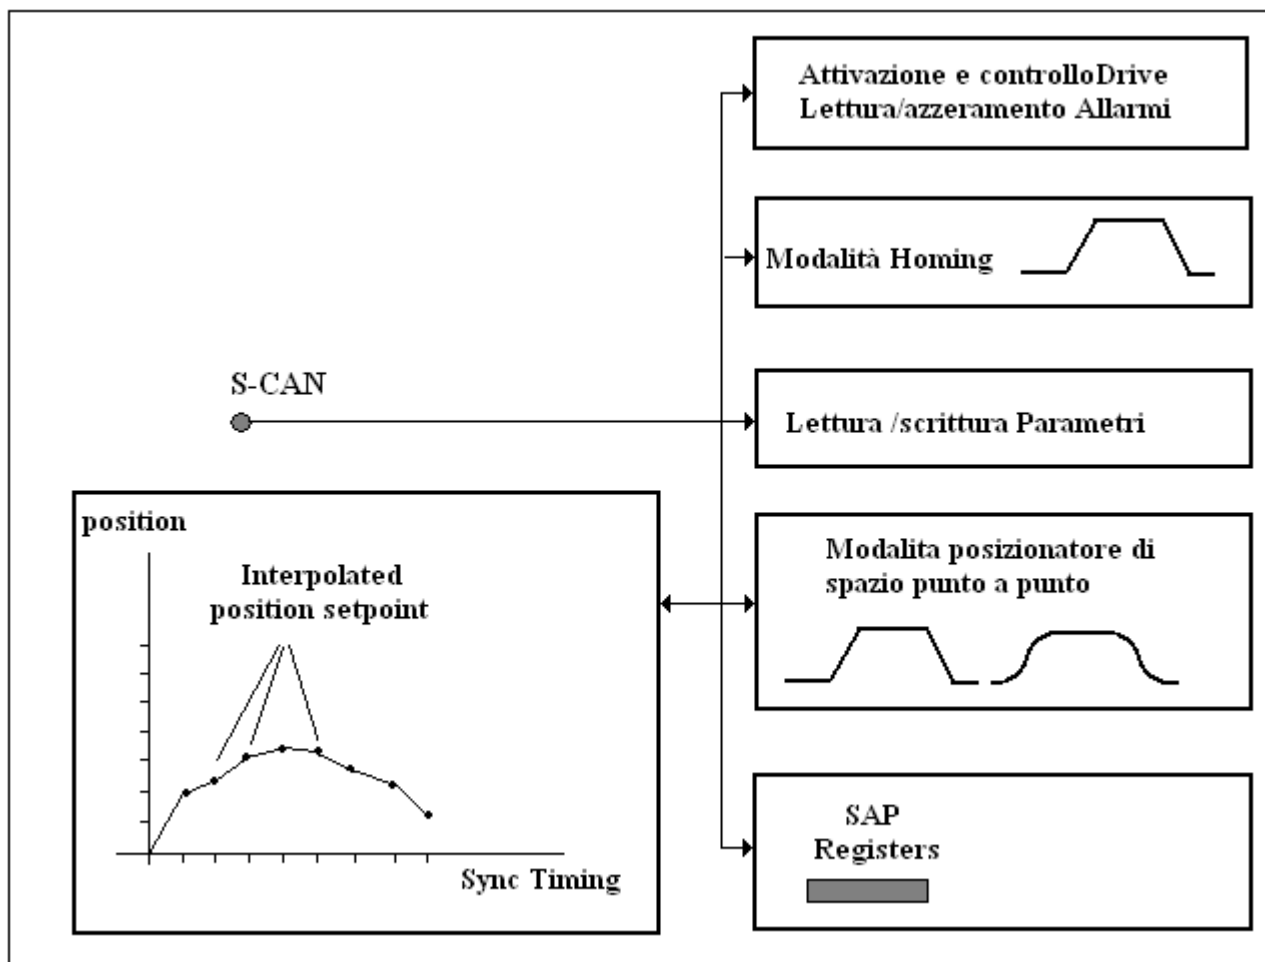 Attivazione e controlloDrive
Lettura/azzeramento Allarmi
Modalità Homing
S-CAN
Lettura /scrittura Parametri
position
Interpolated
position setpoint
Sync Timing
Modalita posizionatore di
spazio punto a punto
SAP
Registers